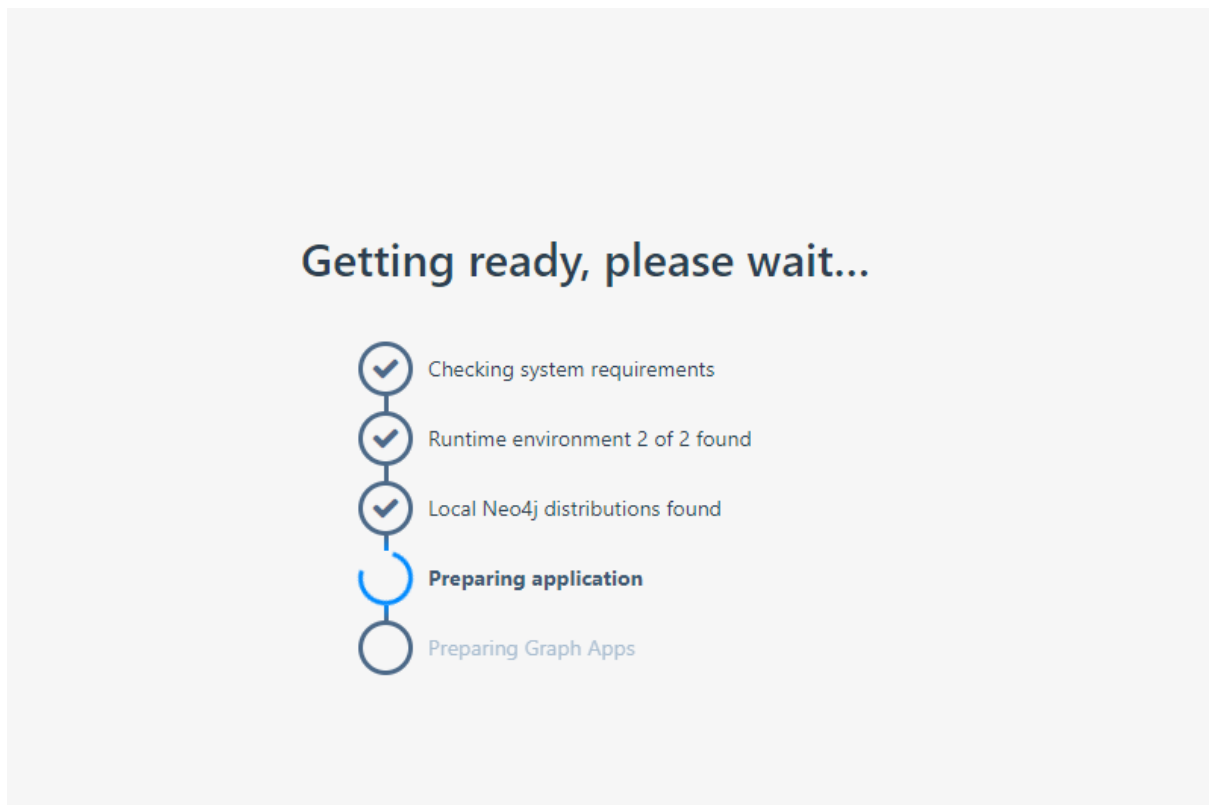 Getting ready, please wait...
Checking system requirements
Runtime environment 2 of 2 found
Local Neo4j distributions found
Preparing application
Preparing Graph Apps